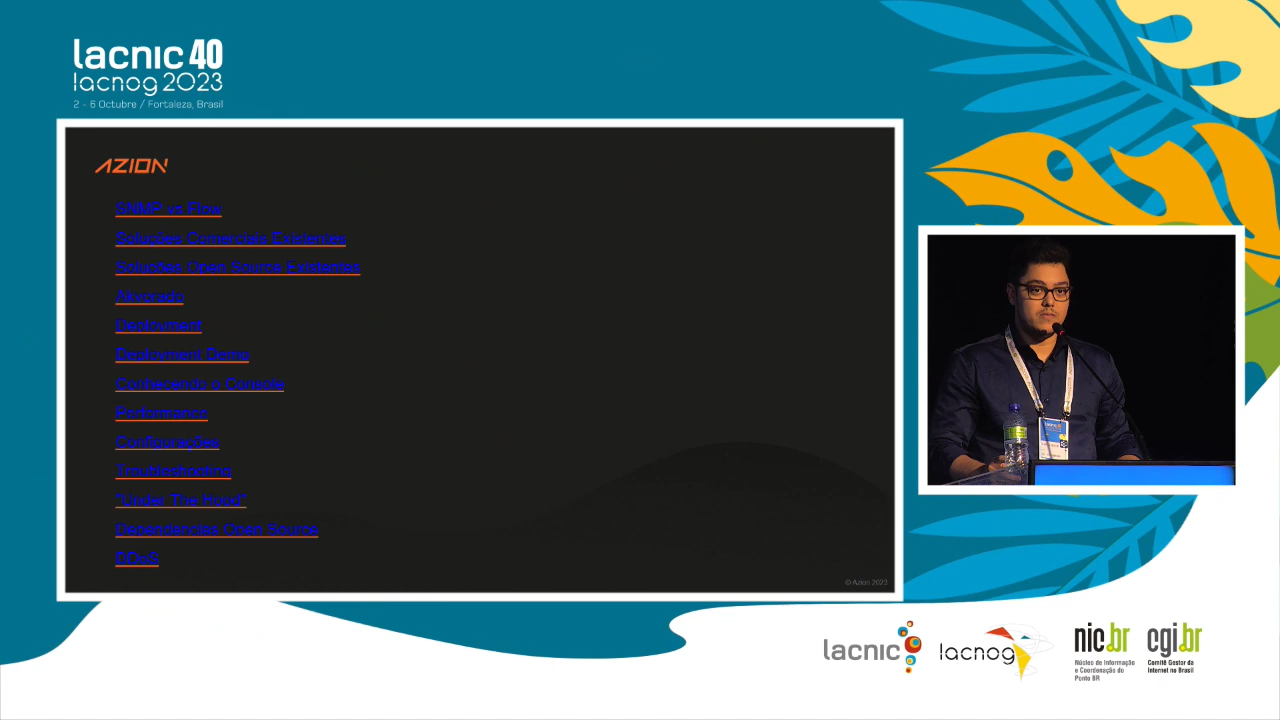 lacnic 40
lacnog 2023
2 - 6 Octubre / Fortaleza, Brasil
AZION
SNMP vs Flow
Soluções Comerciais Existentes
Soluções Open Source Existentes
Akvorado
Deployment
Deployment Demo
Conhecendo o Console
Performance
Configurações
Troubleshooting
"Under The Hood"
Dependencias Open Source
DDoS
© Azion 2023
lacnic
lacnog
nic.br
Núcleo de Informação
e Coordenação do
Ponto BR
cgi.br
Comitê Gestor da
Internet no Brasil